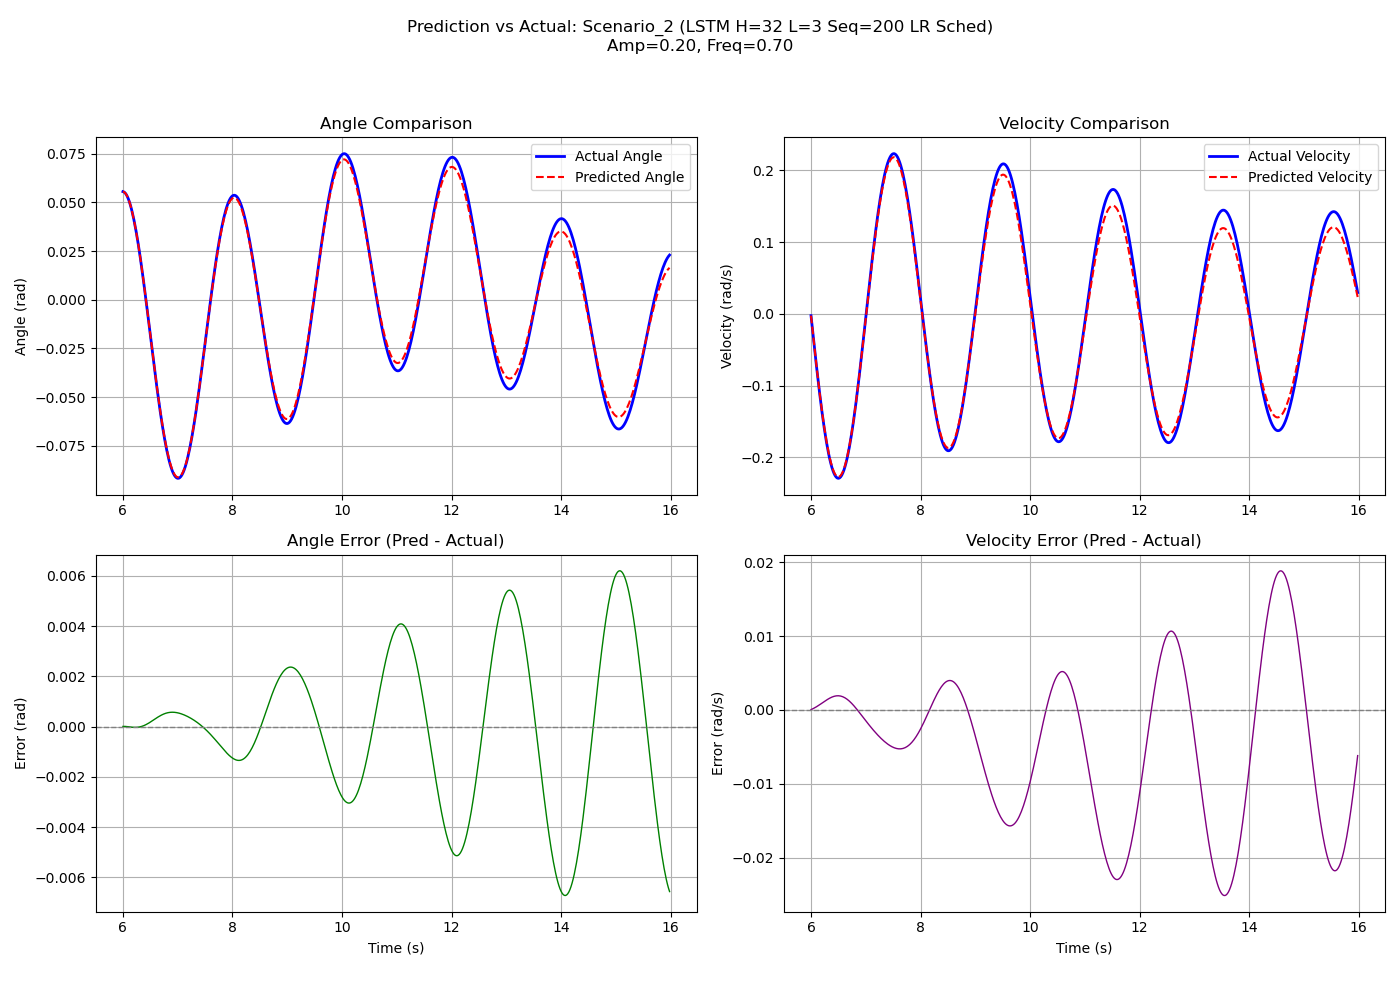 Prediction vs Actual: Scenario_2 (LSTM H=32 L=3 Seq=200 LR Sched)
Amp=0.20, Freq=0.70
Angle Comparison
Angle (rad)
0.075
0.050
0.025
0.000
−0.025
−0.050
−0.075
Actual Angle
Predicted Angle
6 8 10 12 14 16
Velocity Comparison
Velocity (rad/s)
0.2
0.1
0.0
−0.1
−0.2
Actual Velocity
Predicted Velocity
6 8 10 12 14 16
Angle Error (Pred - Actual)
Error (rad)
0.006
0.004
0.002
0.000
−0.002
−0.004
−0.006
6 8 10 12 14 16
Time (s)
Velocity Error (Pred - Actual)
Error (rad/s)
0.02
0.01
0.00
−0.01
−0.02
6 8 10 12 14 16
Time (s)